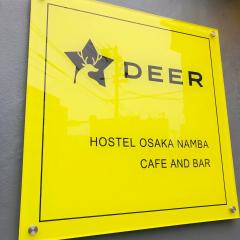 DEER
HOSTEL OSAKA NAMBA
CAFE AND BAR